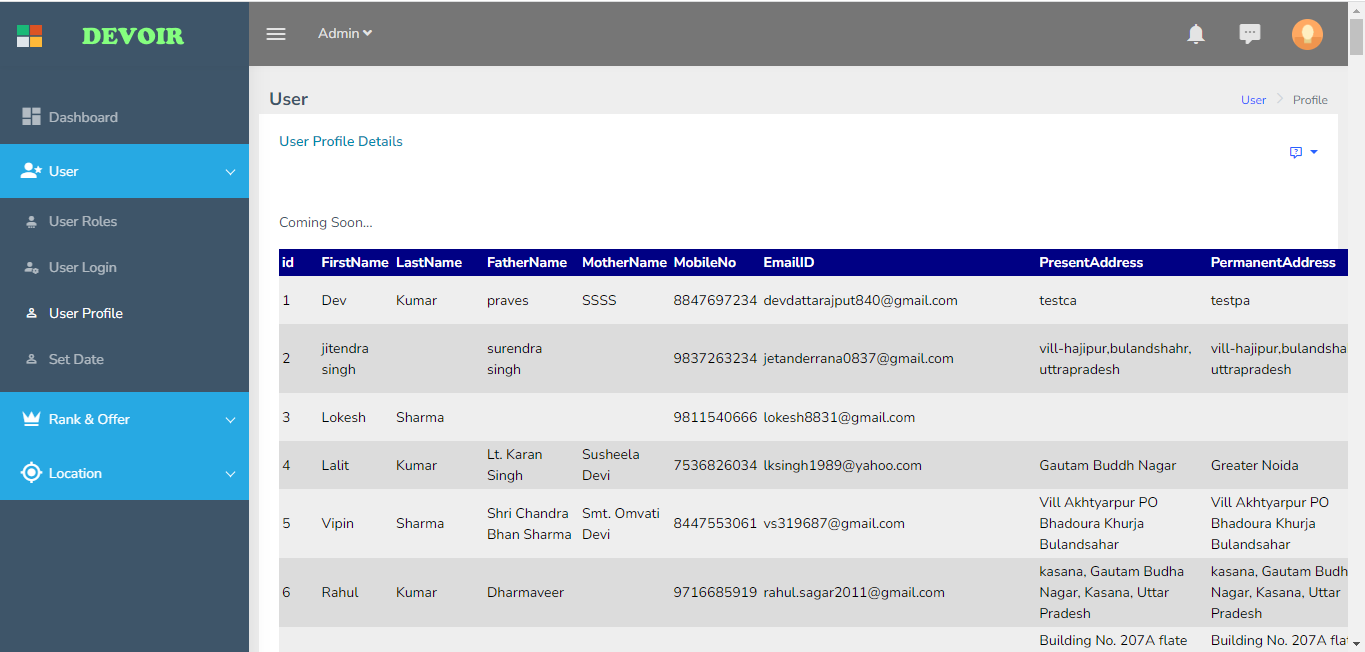 DEVOIR
Admin
Dashboard
User
User Roles
User Login
User Profile
Set Date
Rank & Offer
Location
User
User Profile
User Profile Details
Coming Soon...
id FirstName LastName FatherName MotherName MobileNo EmailID PresentAddress PermanentAddress
1 Dev Kumar praves SSSS 8847697234 devdattarajput840@gmail.com testca testpa
jitendra surendra vill-hajipur,bulandshahr, vill-hajipur,bulandsha
2 9837263234 jetanderrana0837@gmail.com
singh singh uttrapradesh uttrapradesh
3 Lokesh Sharma 9811540666 lokesh8831@gmail.com
Lt. Karan Susheela
4 Lalit Kumar 7536826034 lksingh1989@yahoo.com Gautam Buddh Nagar Greater Noida
Singh Devi
Vill Akhtyarpur PO Vill Akhtyarpur PO
Shri Chandra Smt. Omvati
5 Vipin Sharma 8447553061 vs319687@gmail.com Bhadoura Khurja Bhadoura Khurja
Bhan Sharma Devi
Bulandsahar Bulandsahar
kasana, Gautam Budha kasana, Gautam Budh
6 Rahul Kumar Dharmaveer 9716685919 rahul.sagar2011@gmail.com Nagar, Kasana, Uttar Nagar, Kasana, Uttar
Pradesh Pradesh
Building No. 207A flate Building No. 207A flat